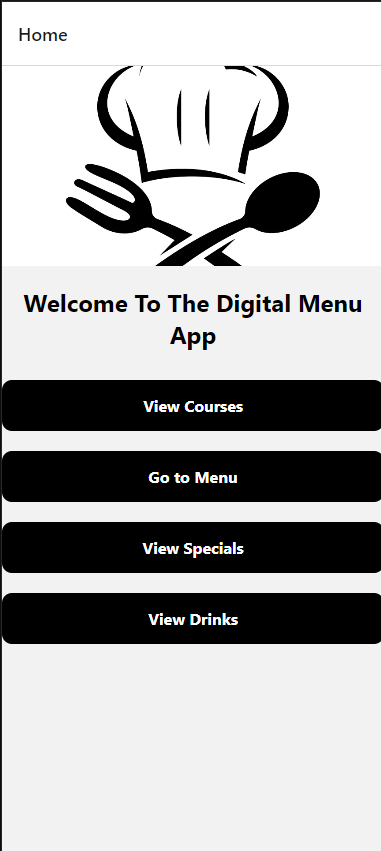 Home
Welcome To The Digital Menu
App
View Courses
Go to Menu
View Specials
View Drinks